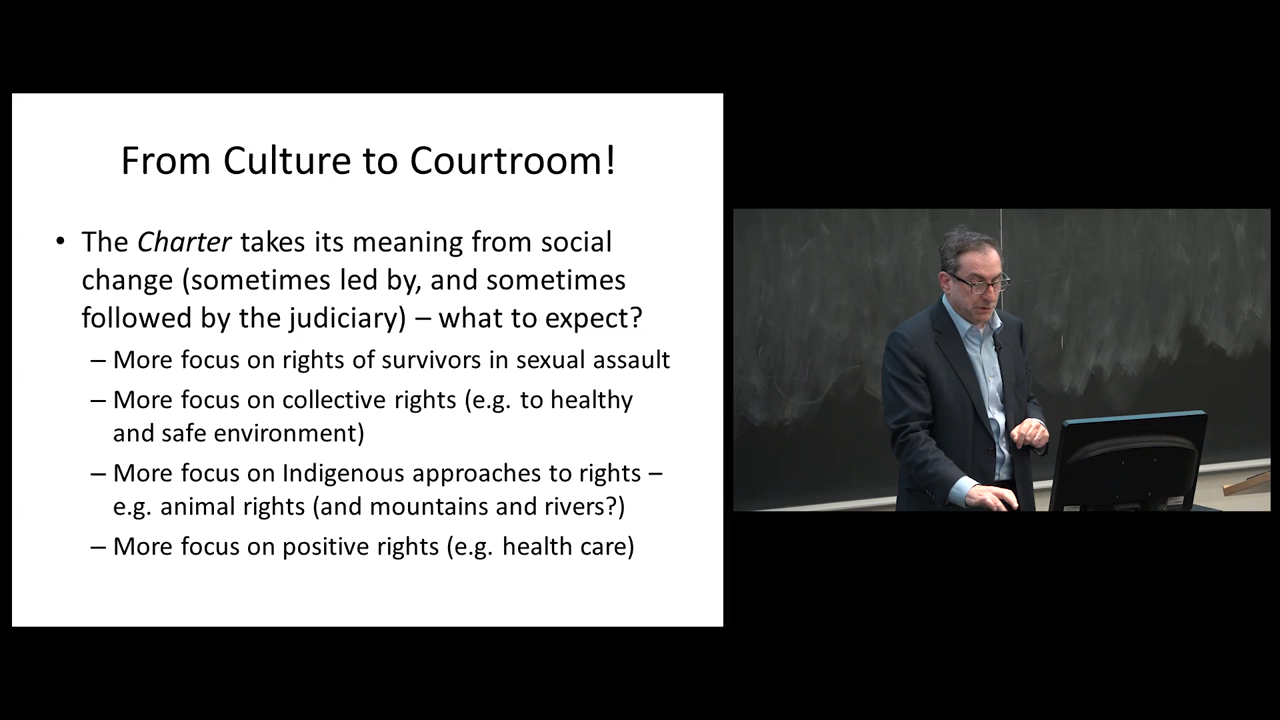 From Culture to Courtroom!
• The Charter takes its meaning from social
change (sometimes led by, and sometimes
followed by the judiciary) – what to expect?
– More focus on rights of survivors in sexual assault
– More focus on collective rights (e.g. to healthy
and safe environment)
– More focus on Indigenous approaches to rights –
e.g. animal rights (and mountains and rivers?)
– More focus on positive rights (e.g. health care)